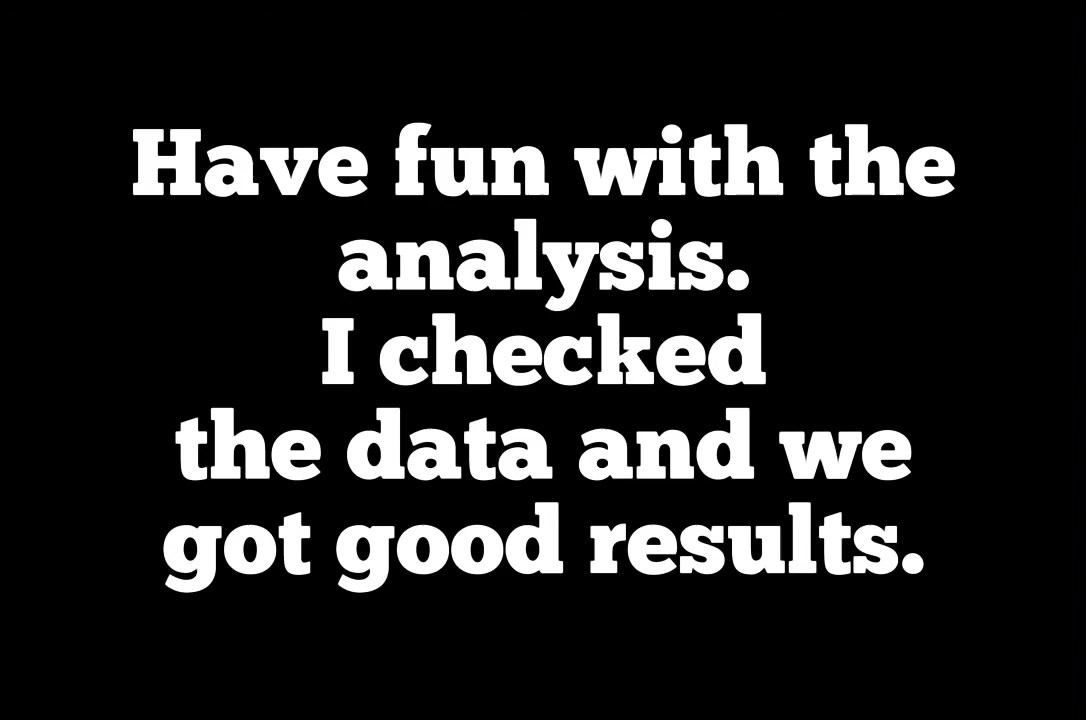 Have fun with the
analysis.
I checked
the data and we
got good results.